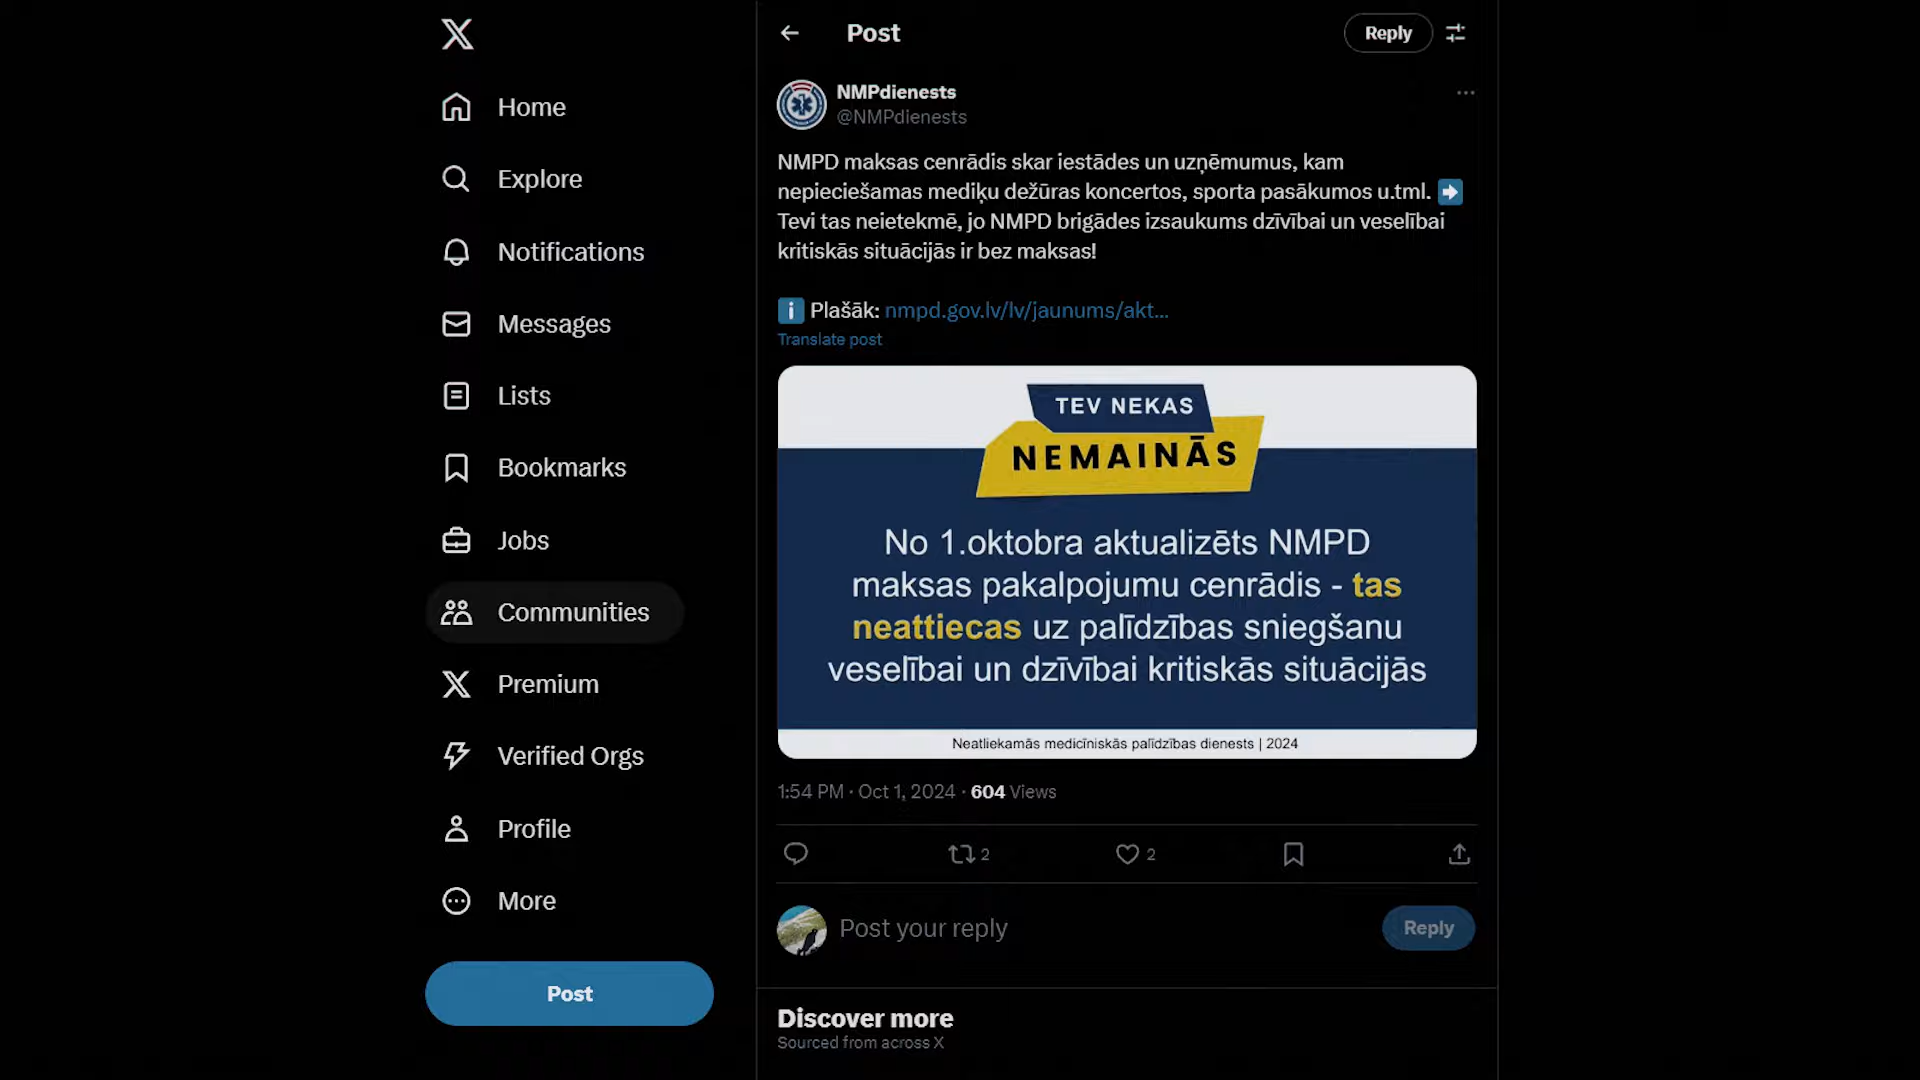 Home
Explore
Notifications
Messages
Lists
Bookmarks
Jobs
Communities
Premium
Verified Orgs
Profile
More
Post
Post
Reply
NMPdienests
@NMPdienests
NMPD maksas cenrādis skar iestādes un uzņēmumus, kam
nepieciešamas mediķu dežūras koncertos, sporta pasākumos u.tml. ➡
Tevi tas neietekmē, jo NMPD brigādes izsaukums dzīvībai un veselībai
kritiskās situācijās ir bez maksas!
ℹ Plašāk: nmpd.gov.lv/lv/jaunums/akt…
Translate post
TEV NEKAS
NEMAINĀS
No 1.oktobra aktualizēts NMPD
maksas pakalpojumu cenrādis - tas
neattiecas uz palīdzības sniegšanu
veselībai un dzīvībai kritiskās situācijās
Neatliekamās medicīniskās palīdzības dienests | 2024
1:54 PM · Oct 1, 2024 · 604 Views
2
2
Post your reply
Reply
Discover more
Sourced from across X